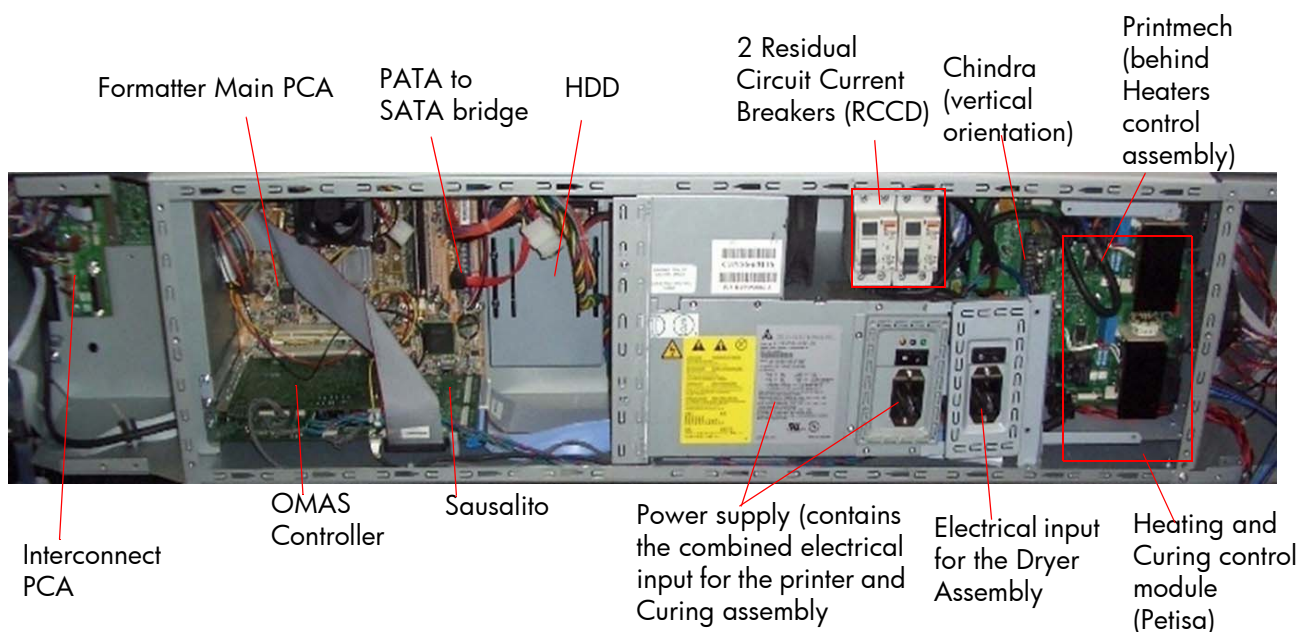 Formatter Main PCA
PATA to
SATA bridge
HDD
2 Residual
Circuit Current
Breakers (RCCD)
Chindra
(vertical
orientation)
Printmech
(behind
Heaters
control
assembly)
Interconnect
PCA
OMAS
Controller
Sausalito
Power supply (contains
the combined electrical
input for the printer and
Curing assembly
Electrical input
for the Dryer
Assembly
Heating and
Curing control
module
(Petisa)